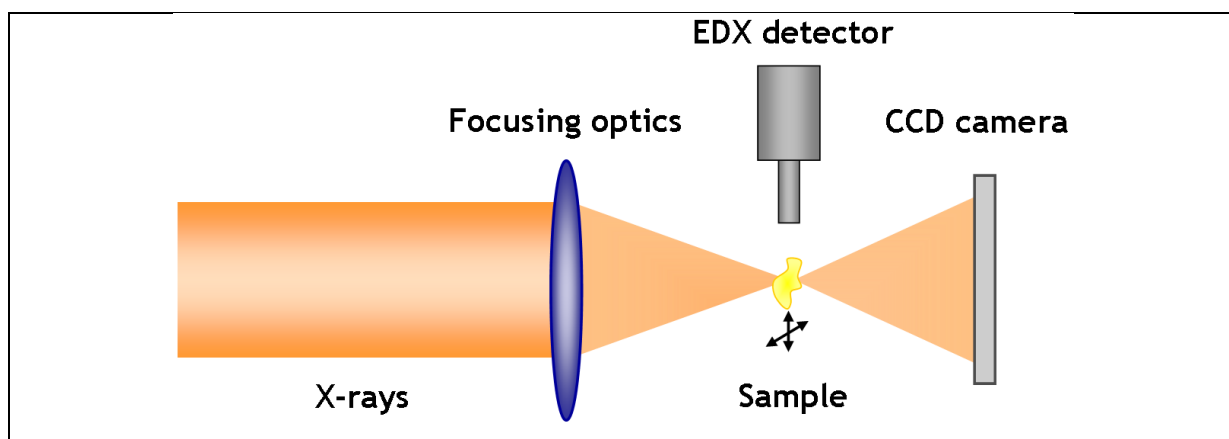 EDX detector
Focusing optics
CCD camera
X-rays
Sample